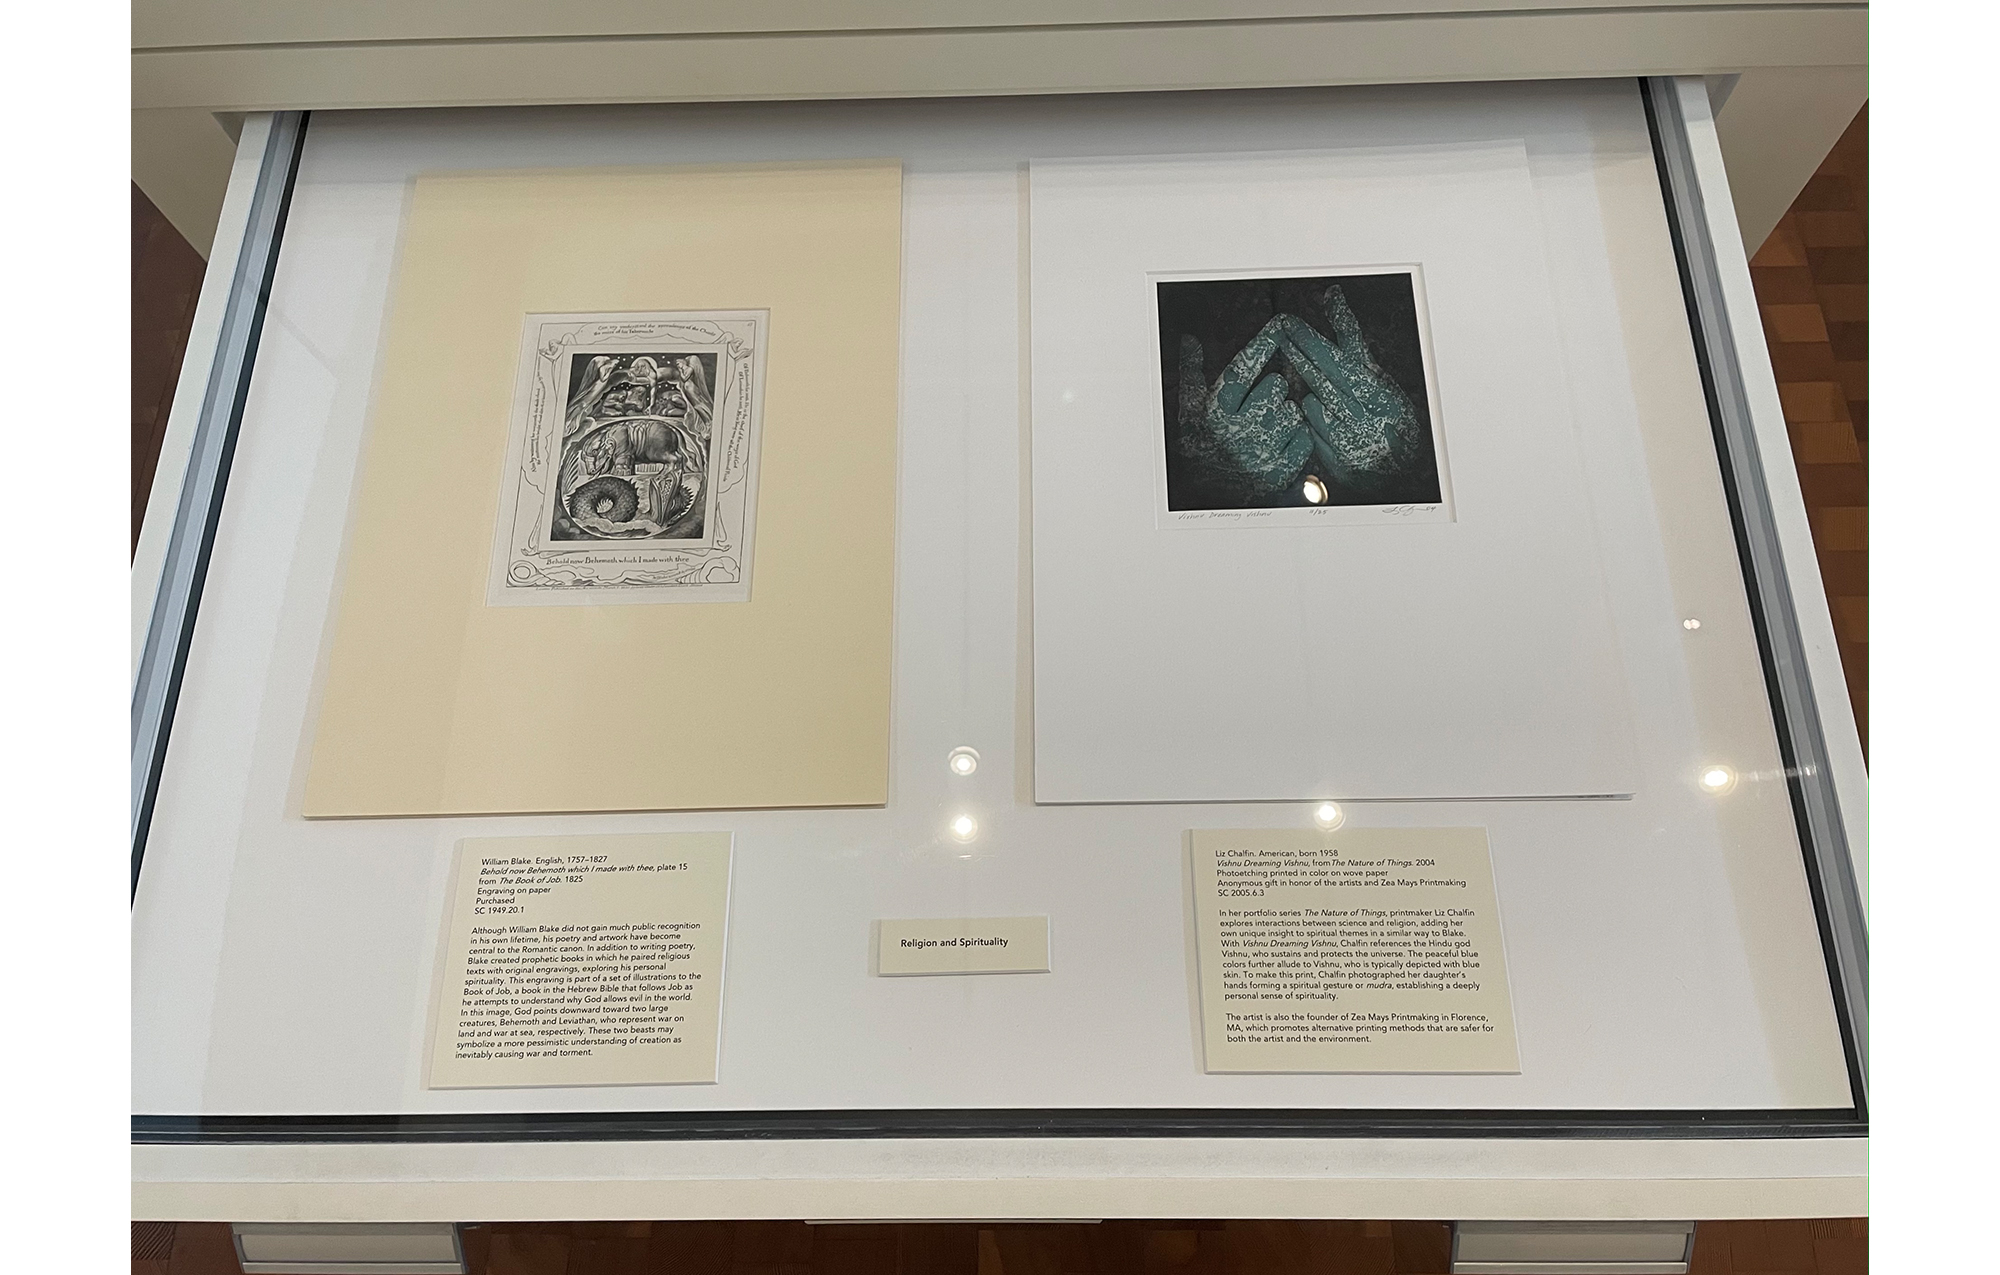 Can any understand the spreadings of the Clouds
the noise of his Tabernacle
Behold now Behemoth which I made with thee
Vishnu Dreaming Vishnu 11/25
William Blake. English, 1757–1827
Behold now Behemoth which I made with thee, plate 15
from The Book of Job. 1825
Engraving on paper
Purchased
SC 1949.20.1
Although William Blake did not gain much public recognition
in his own lifetime, his poetry and artwork have become
central to the Romantic canon. In addition to writing poetry,
Blake created prophetic books in which he paired religious
texts with original engravings, exploring his personal
spirituality. This engraving is part of a set of illustrations to the
Book of Job, a book in the Hebrew Bible that follows Job as
he attempts to understand why God allows evil in the world.
In this image, God points downward toward two large
creatures, Behemoth and Leviathan, who represent war on
land and war at sea, respectively. These two beasts may
symbolize a more pessimistic understanding of creation as
inevitably causing war and torment.
Religion and Spirituality
Liz Chalfin. American, born 1958
Vishnu Dreaming Vishnu, from The Nature of Things. 2004
Photoetching printed in color on wove paper
Anonymous gift in honor of the artists and Zea Mays Printmaking
SC 2005.6.3
In her portfolio series The Nature of Things, printmaker Liz Chalfin
explores interactions between science and religion, adding her
own unique insight to spiritual themes in a similar way to Blake.
With Vishnu Dreaming Vishnu, Chalfin references the Hindu god
Vishnu, who sustains and protects the universe. The peaceful blue
colors further allude to Vishnu, who is typically depicted with blue
skin. To make this print, Chalfin photographed her daughter's
hands forming a spiritual gesture or mudra, establishing a deeply
personal sense of spirituality.
The artist is also the founder of Zea Mays Printmaking in Florence,
MA, which promotes alternative printing methods that are safer for
both the artist and the environment.